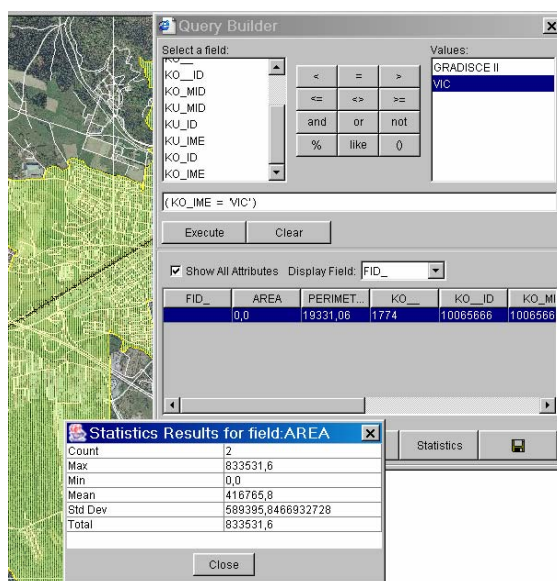 Query Builder
Select a field:
Values:
KO__
KO__ID
KO_MID
KU_MID
KU_ID
KU_IME
KO_ID
KO_IME
< = >
<= <> >=
and or not
% like ()
GRADISCE II
VIC
(KO_IME = 'VIC')
Execute Clear
Show All Attributes Display Field: FID_
FID_ AREA PERIMET... KO__ KO__ID KO_MI
0,0 19331,06 1774 10065666 1006566
Statistics
Statistics Results for field:AREA
Count 2
Max 833531,6
Min 0,0
Mean 416765,8
Std Dev 589395,8466932728
Total 833531,6
Close